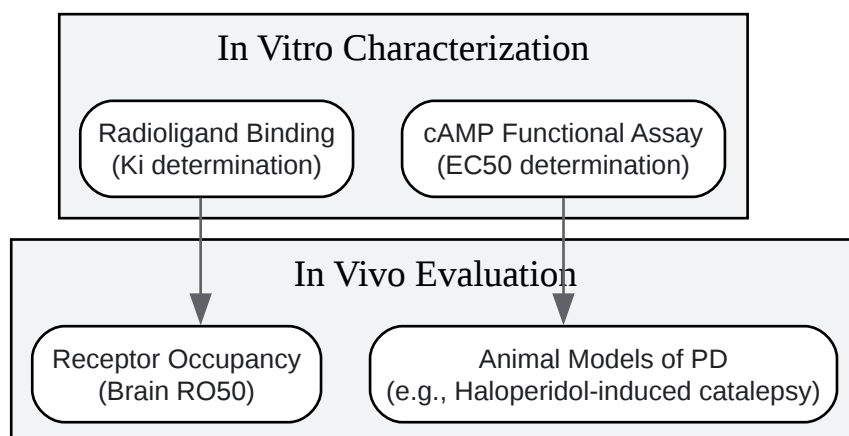 In Vitro Characterization
Radioligand Binding
(Ki determination)
cAMP Functional Assay
(EC50 determination)
In Vivo Evaluation
Receptor Occupancy
(Brain RO50)
Animal Models of PD
(e.g., Haloperidol-induced catalepsy)